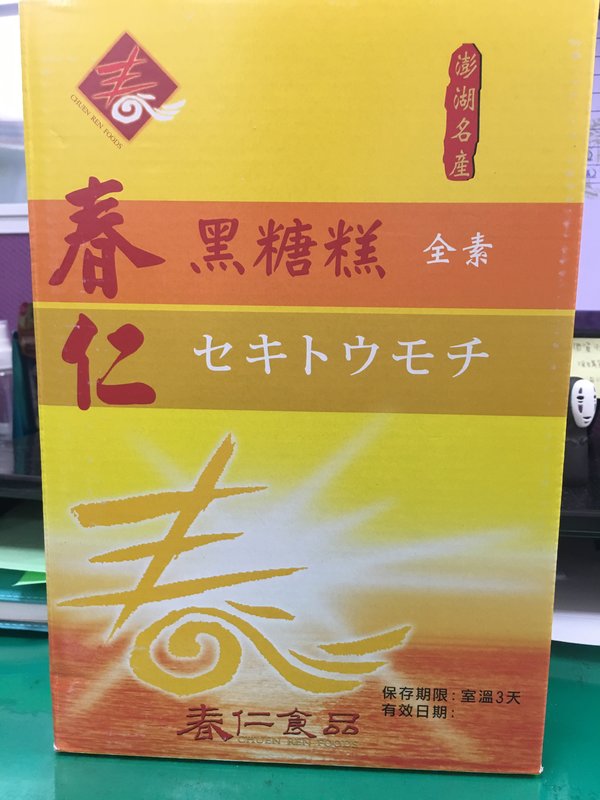 春
CHUEN REN FOODS
澎湖名產
春仁
黑糖糕 全素
セキトウモチ
春
保存期限：室溫3天
有效日期：
春仁食品
CHUEN REN FOODS